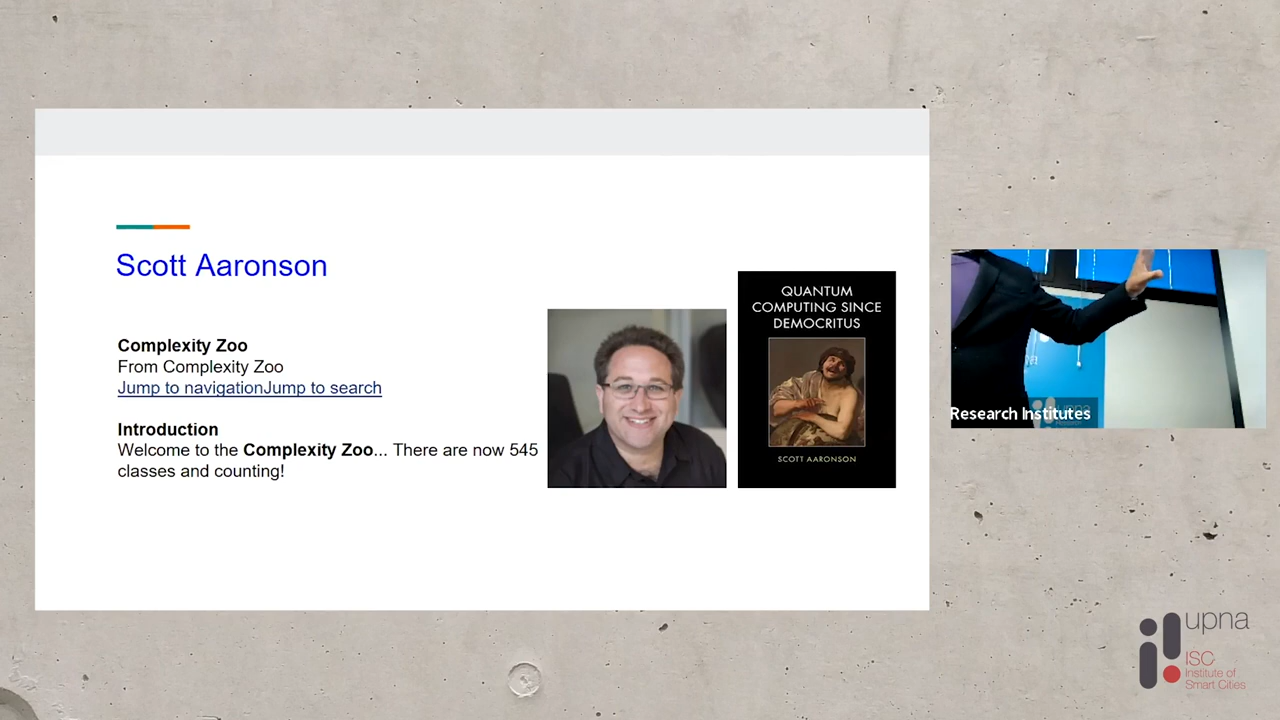 Scott Aaronson
Complexity Zoo
From Complexity Zoo
Jump to navigationJump to search
Introduction
Welcome to the Complexity Zoo... There are now 545
classes and counting!
QUANTUM
COMPUTING SINCE
DEMOCRITUS
SCOTT AARONSON
Research Institutes
upna
upna
ISC
Institute of
Smart Cities